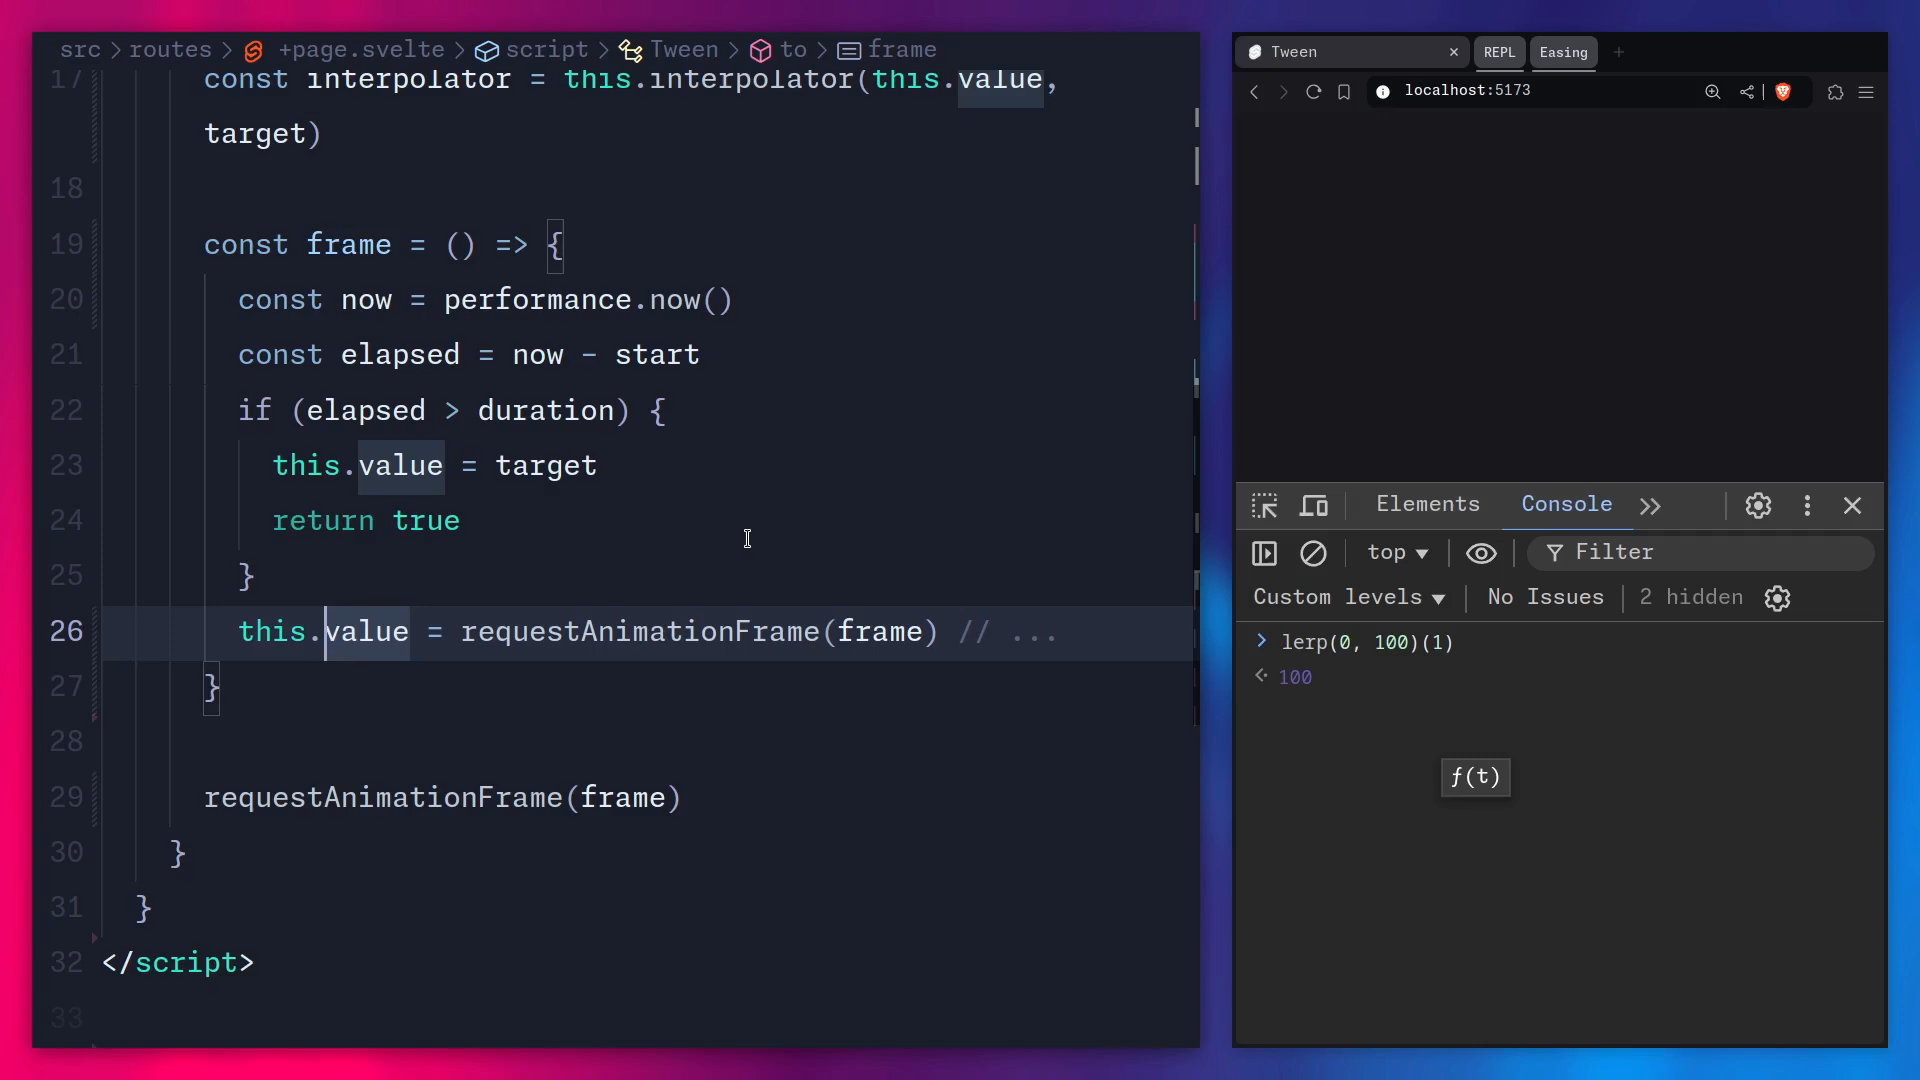 src > routes > +page.svelte > script > Tween > to > frame
17 const interpolator = this.interpolator(this.value,
target)
18
19 const frame = () => {
20 const now = performance.now()
21 const elapsed = now - start
22 if (elapsed > duration) {
23 this.value = target
24 return true
25 }
26 this.value = requestAnimationFrame(frame) // ...
27 }
28
29 requestAnimationFrame(frame)
30 }
31 }
32 </script>
33
Tween × REPL Easing +
localhost:5173
Elements Console
top Filter
Custom levels No Issues 2 hidden
> lerp(0, 100)(1)
100
ƒ(t)